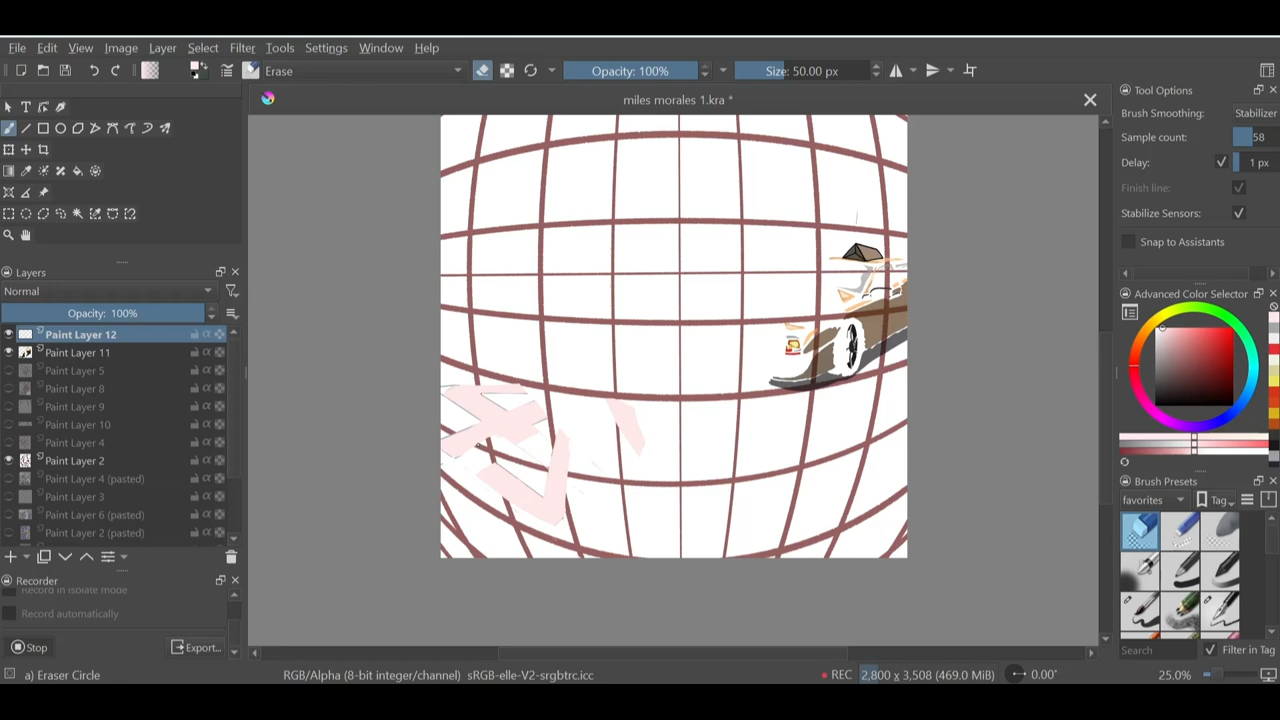 File Edit View Image Layer Select Filter Tools Settings Window Help
Erase Opacity: 100% Size: 50.00 px
miles morales 1.kra *
Tool Options
Brush Smoothing: Stabilizer
Sample count: 58
Delay: 1 px
Finish line:
Stabilize Sensors:
Snap to Assistants
Layers
Normal
Opacity: 100%
Paint Layer 12
Paint Layer 11
Paint Layer 5
Paint Layer 8
Paint Layer 9
Paint Layer 10
Paint Layer 4
Paint Layer 2
Paint Layer 4 (pasted)
Paint Layer 3
Paint Layer 6 (pasted)
Paint Layer 2 (pasted)
Advanced Color Selector
Brush Presets
favorites Tag
Search Filter in Tag
Recorder
Record in isolate mode
Record automatically
Stop Export...
a) Eraser Circle RGB/Alpha (8-bit integer/channel) sRGB-elle-V2-srgbtrc.icc REC 2,800 x 3,508 (469.0 MiB) 0.00° 25.0%